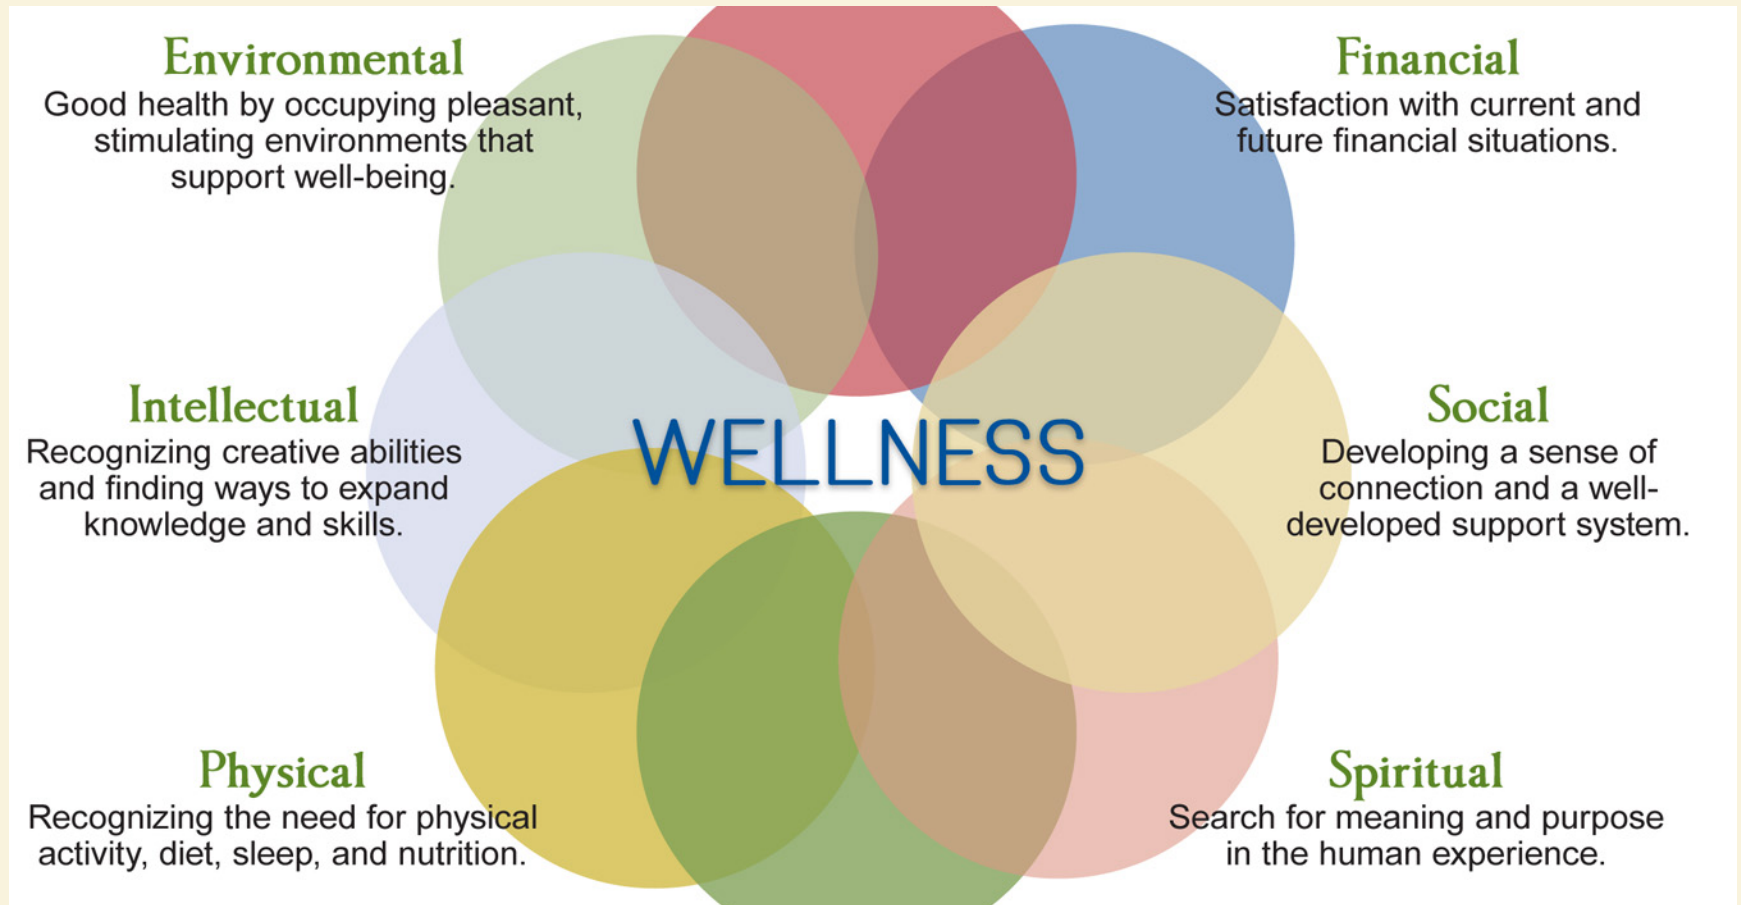 Environmental
Good health by occupying pleasant,
stimulating environments that
support well-being.
Financial
Satisfaction with current and
future financial situations.
Intellectual
Recognizing creative abilities
and finding ways to expand
knowledge and skills.
WELLNESS
Social
Developing a sense of
connection and a well-
developed support system.
Physical
Recognizing the need for physical
activity, diet, sleep, and nutrition.
Spiritual
Search for meaning and purpose
in the human experience.